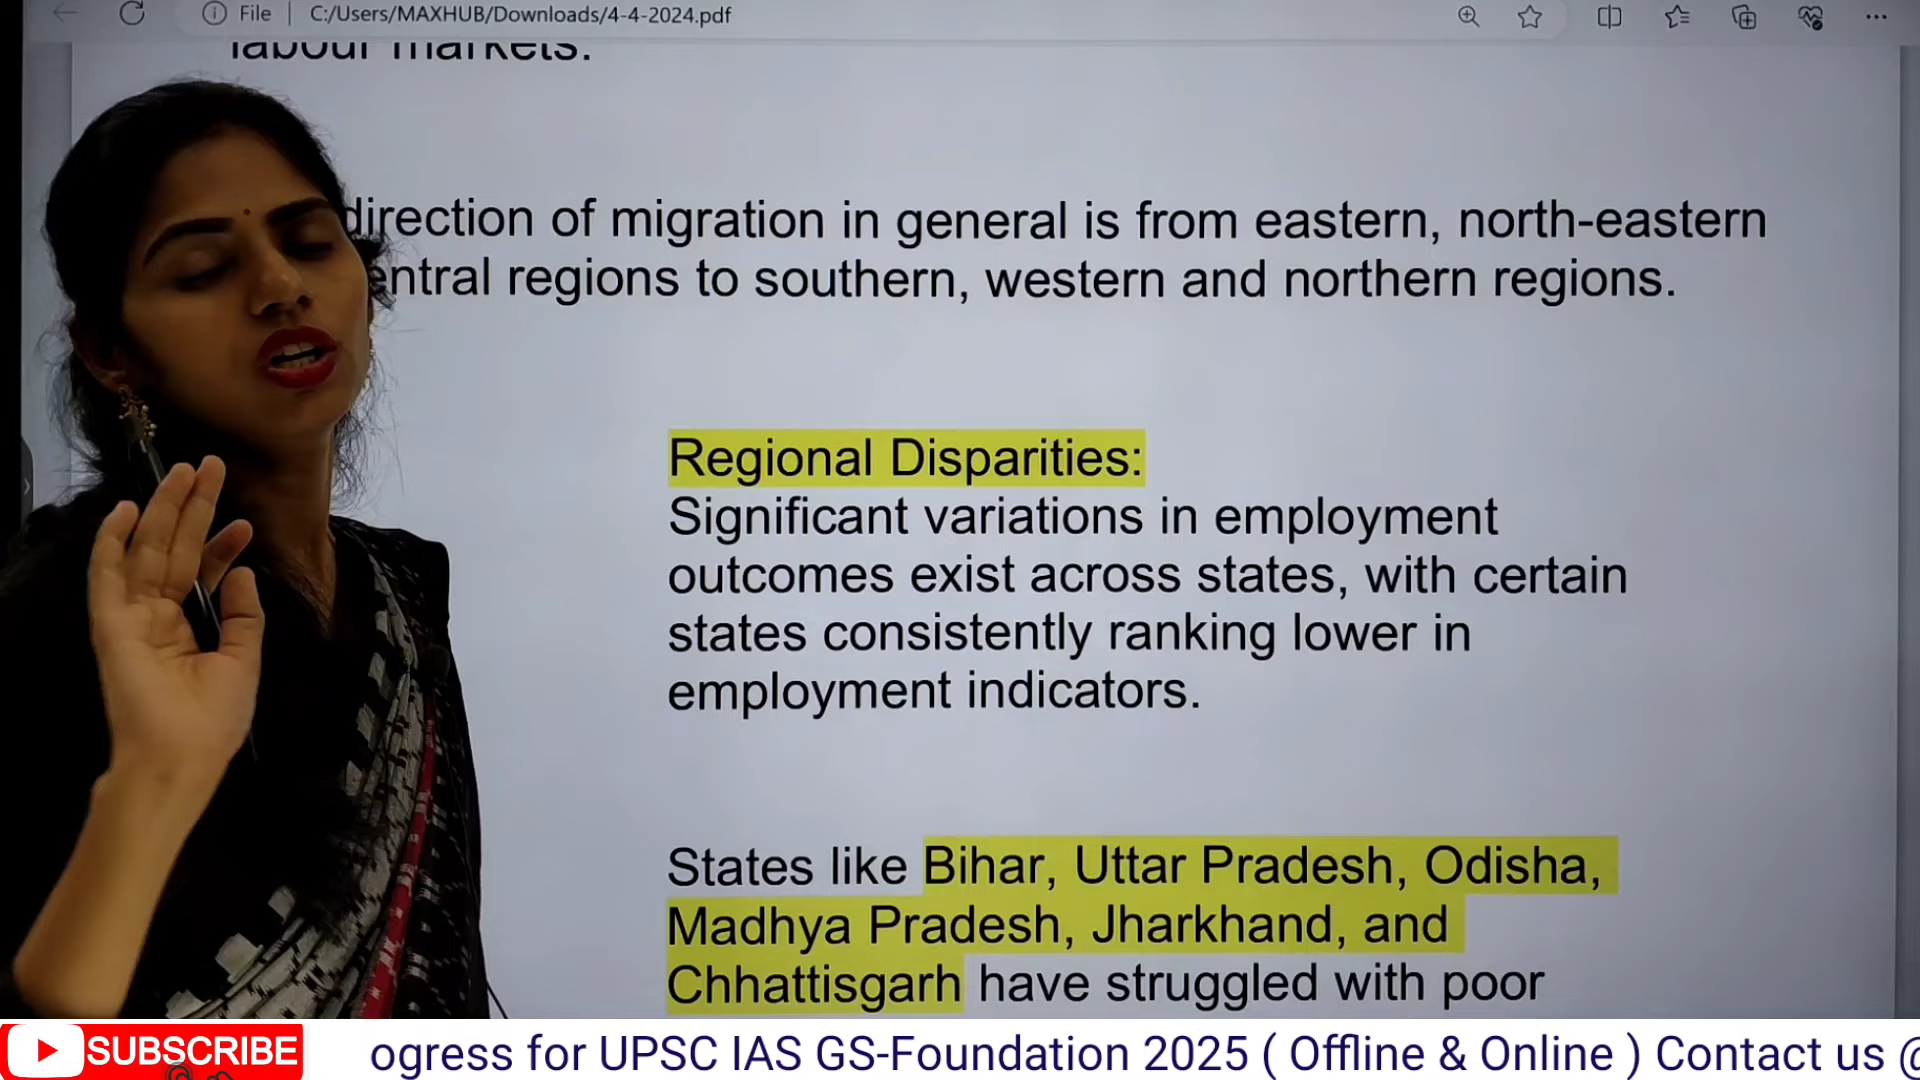 File
C:/Users/MAXHUB/Downloads/4-4-2024.pdf
labour markets.
direction of migration in general is from eastern, north-eastern
entral regions to southern, western and northern regions.
Regional Disparities:
Significant variations in employment
outcomes exist across states, with certain
states consistently ranking lower in
employment indicators.
States like Bihar, Uttar Pradesh, Odisha,
Madhya Pradesh, Jharkhand, and
Chhattisgarh have struggled with poor
SUBSCRIBE
ogress for UPSC IAS GS-Foundation 2025 ( Offline & Online ) Contact us @